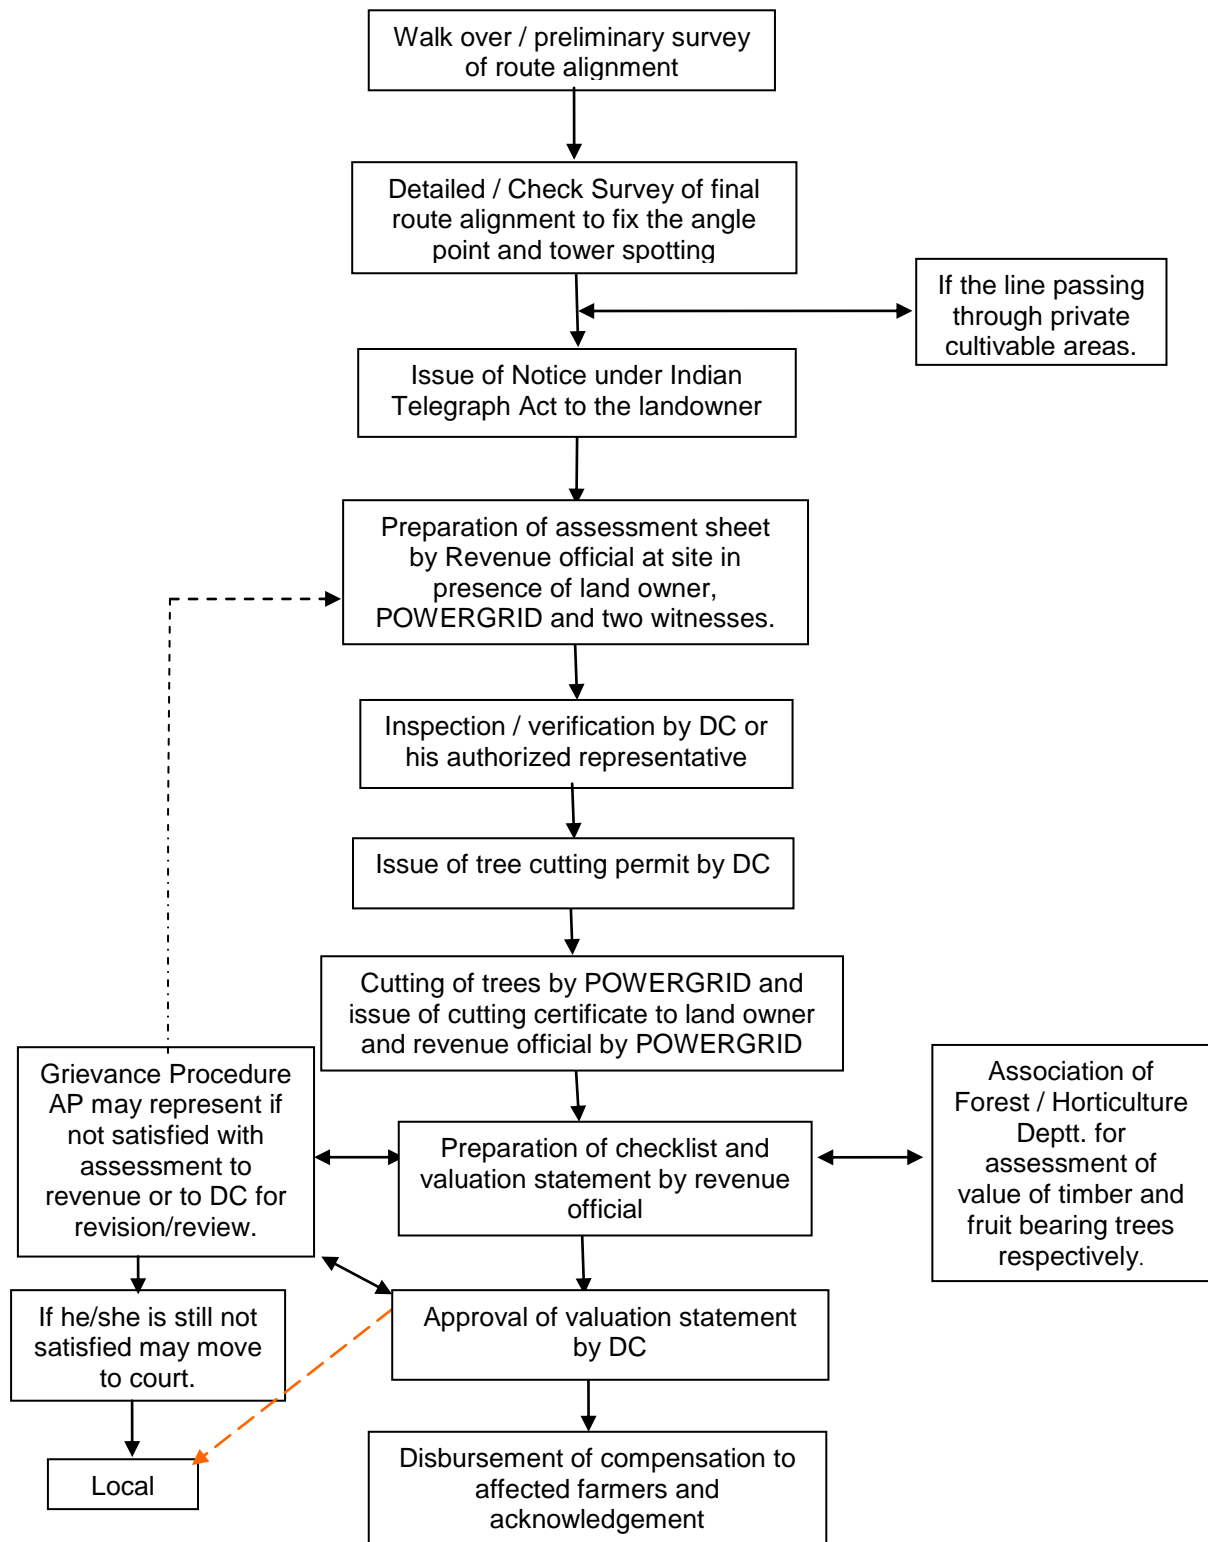 Walk over / preliminary survey
of route alignment
Detailed / Check Survey of final
route alignment to fix the angle
point and tower spotting
If the line passing
through private
cultivable areas.
Issue of Notice under Indian
Telegraph Act to the landowner
Preparation of assessment sheet
by Revenue official at site in
presence of land owner,
POWERGRID and two witnesses.
Inspection / verification by DC or
his authorized representative
Issue of tree cutting permit by DC
Cutting of trees by POWERGRID and
issue of cutting certificate to land owner
and revenue official by POWERGRID
Grievance Procedure
AP may represent if
not satisfied with
assessment to
revenue or to DC for
revision/review.
Preparation of checklist and
valuation statement by revenue
official
Association of
Forest / Horticulture
Deptt. for
assessment of
value of timber and
fruit bearing trees
respectively.
If he/she is still not
satisfied may move
to court.
Approval of valuation statement
by DC
Local
Disbursement of compensation to
affected farmers and
acknowledgement